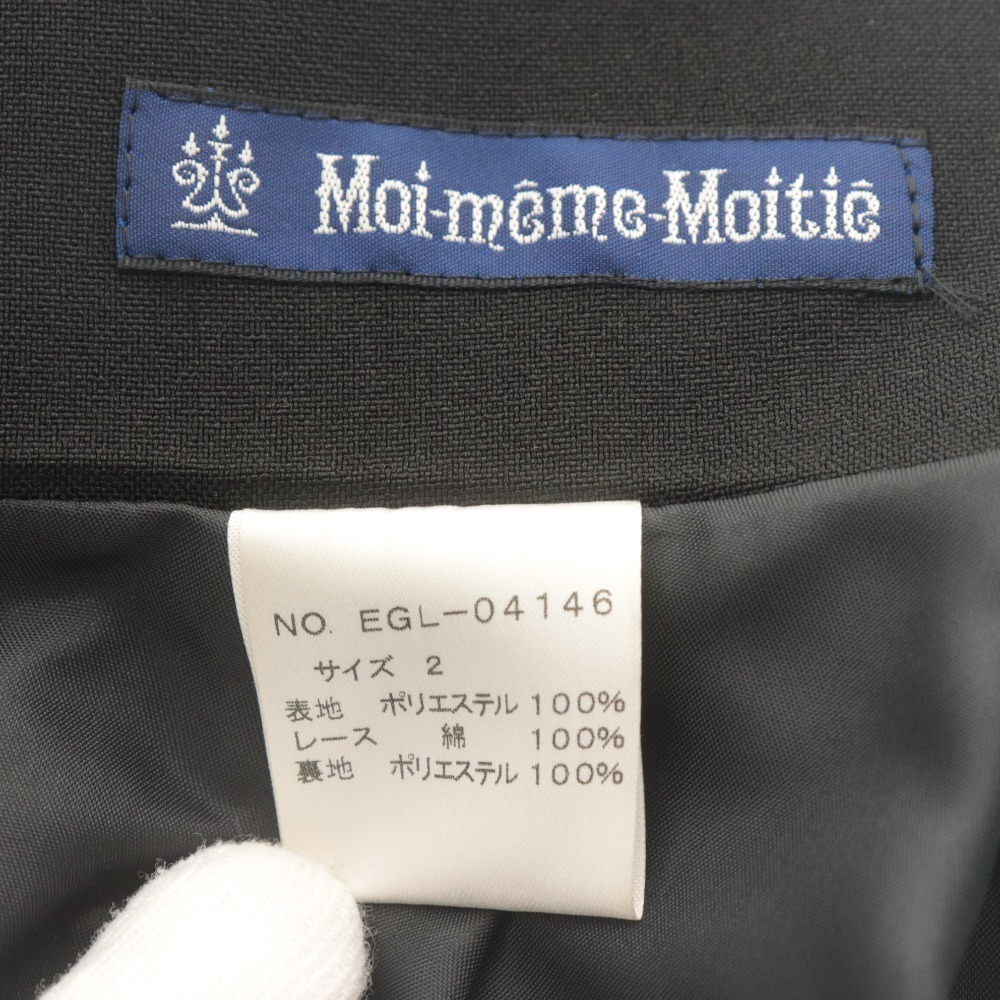 Moi-même-Moitiê
NO. EGL-04146
サイズ 2
表地 ポリエステル 100%
レース 綿 100%
裏地 ポリエステル 100%